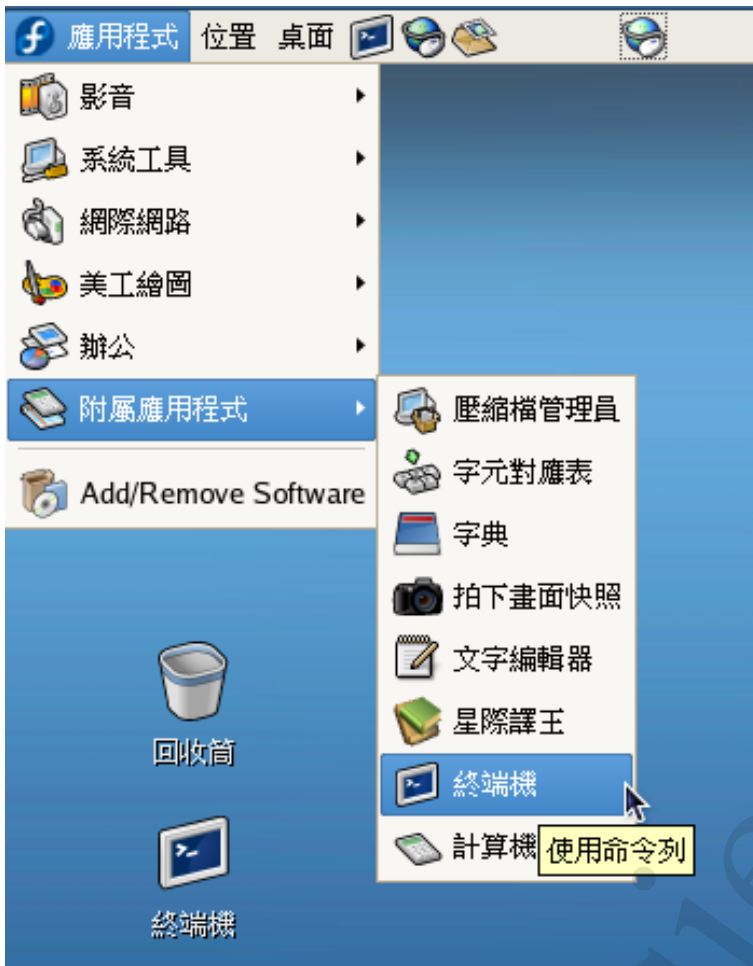 應用程式 位置 桌面
影音
系統工具
網際網路
美工繪圖
辦公
附屬應用程式
Add/Remove Software
壓縮檔管理員
字元對應表
字典
拍下畫面快照
文字編輯器
星際譯王
終端機
計算機
使用命令列
回收筒
終端機